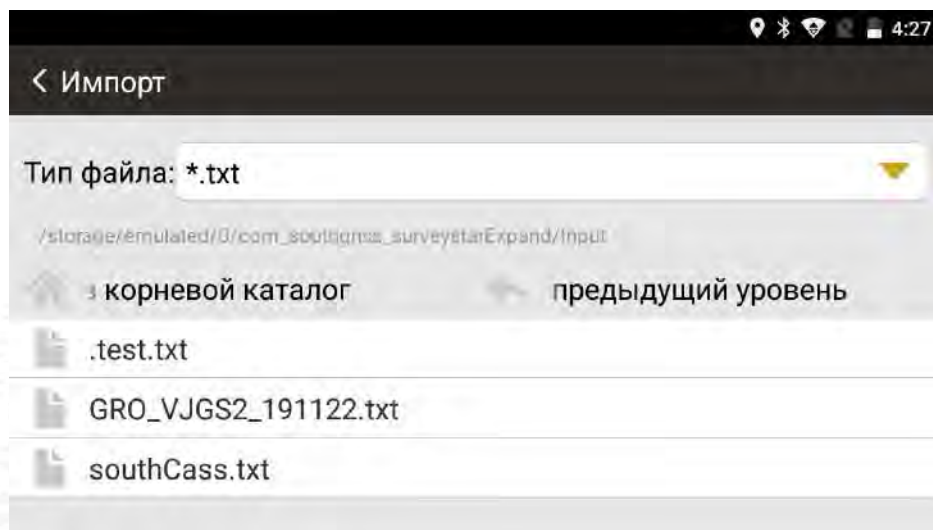 4:27
< Импорт
Тип файла: *.txt
/storage/emulated/0/com_southgnss_surveystarExpand/Input
корневой каталог предыдущий уровень
.test.txt
GRO_VJGS2_191122.txt
southCass.txt